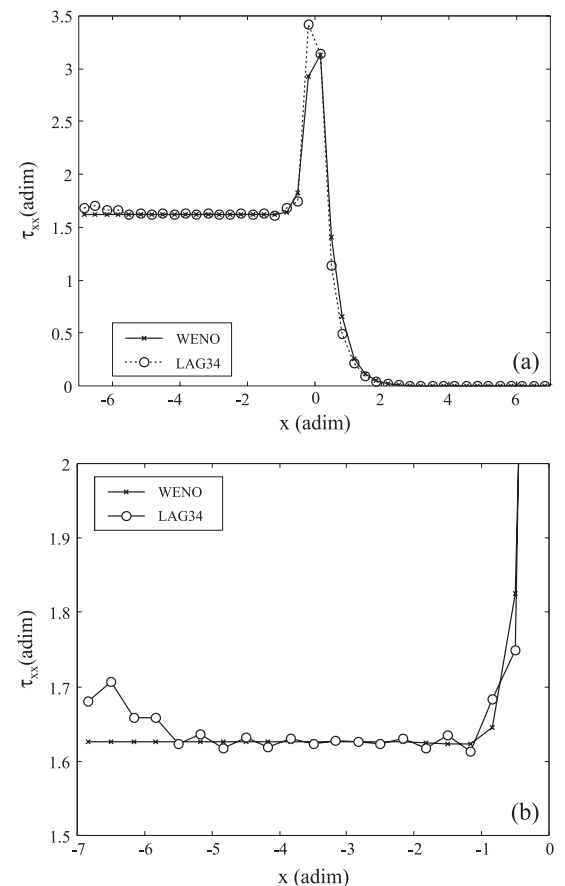 3.5
3
2.5
2
1.5
1
0.5
0
τxx(adim)
WENO
LAG34
(a)
-6 -4 -2 0 2 4 6
x (adim)
2
1.9
1.8
1.7
1.6
1.5
τxx(adim)
WENO
LAG34
(b)
-7 -6 -5 -4 -3 -2 -1 0
x (adim)